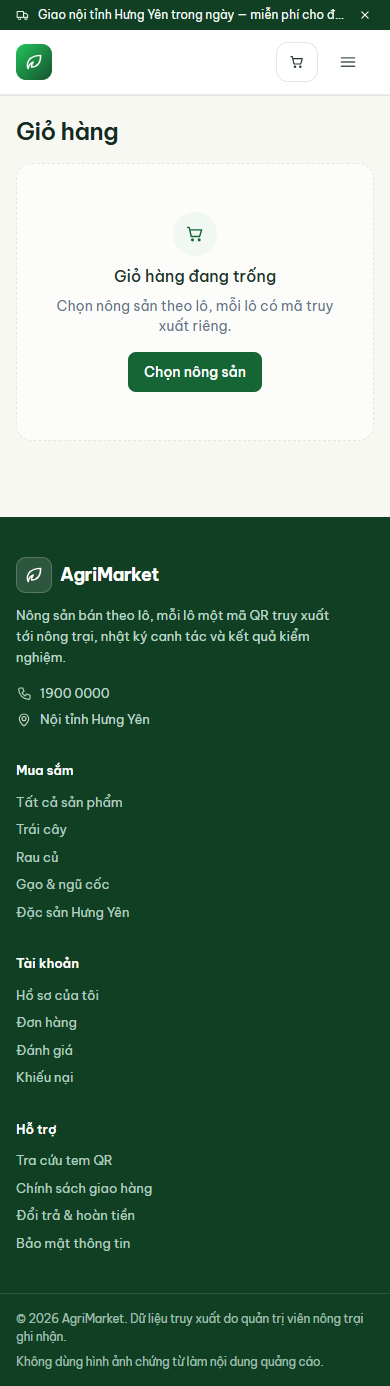 Giao nội tỉnh Hưng Yên trong ngày — miễn phí cho đ...
Giỏ hàng
Giỏ hàng đang trống
Chọn nông sản theo lô, mỗi lô có mã truy
xuất riêng.
Chọn nông sản
AgriMarket
Nông sản bán theo lô, mỗi lô một mã QR truy xuất
tới nông trại, nhật ký canh tác và kết quả kiểm
nghiệm.
1900 0000
Nội tỉnh Hưng Yên
Mua sắm
Tất cả sản phẩm
Trái cây
Rau củ
Gạo & ngũ cốc
Đặc sản Hưng Yên
Tài khoản
Hồ sơ của tôi
Đơn hàng
Đánh giá
Khiếu nại
Hỗ trợ
Tra cứu tem QR
Chính sách giao hàng
Đổi trả & hoàn tiền
Bảo mật thông tin
© 2026 AgriMarket. Dữ liệu truy xuất do quản trị viên nông trại
ghi nhận.
Không dùng hình ảnh chứng từ làm nội dung quảng cáo.